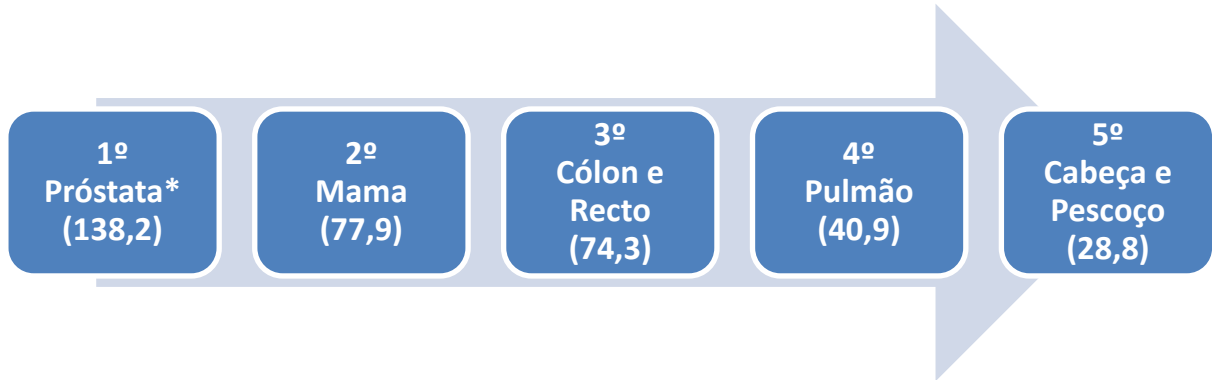 1º
Próstata*
(138,2)
2º
Mama
(77,9)
3º
Cólon e
Recto
(74,3)
4º
Pulmão
(40,9)
5º
Cabeça e
Pescoço
(28,8)